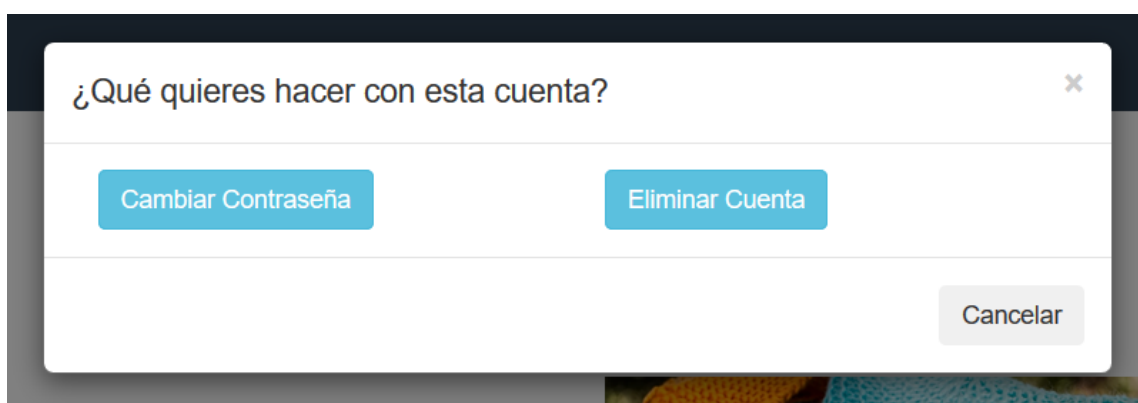 ¿Qué quieres hacer con esta cuenta?
×
Cambiar Contraseña
Eliminar Cuenta
Cancelar